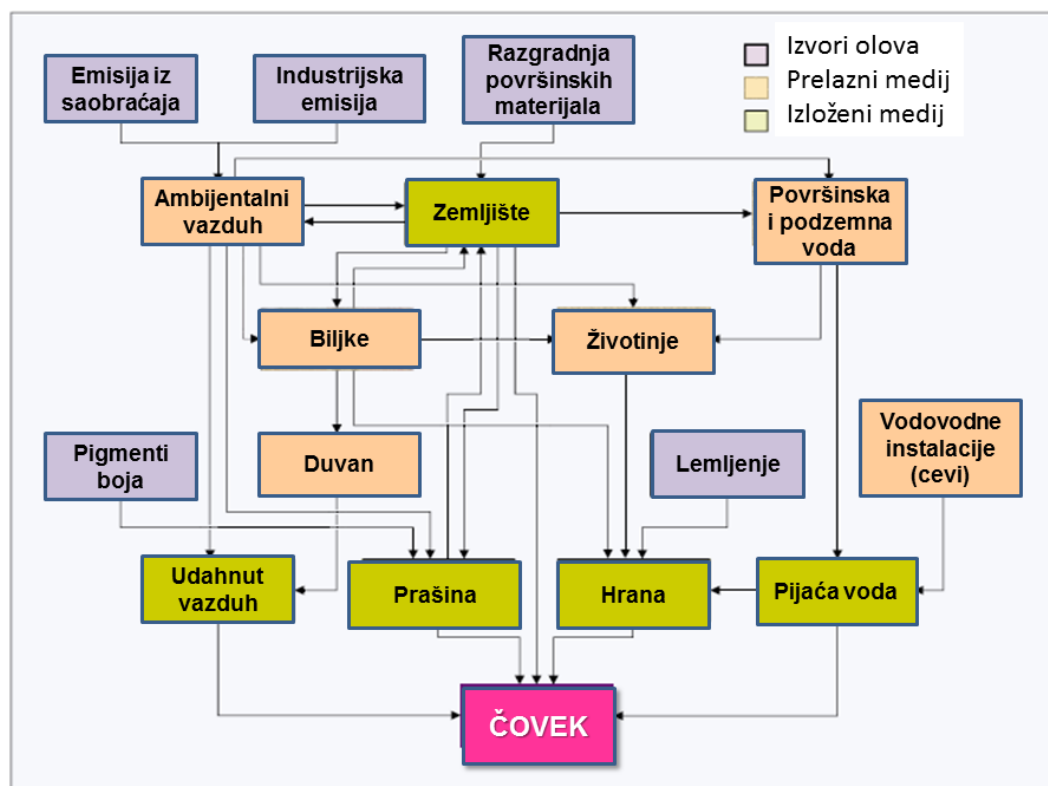 Emisija iz
saobraćaja
Industrijska
emisija
Razgradnja
površinskih
materijala
Izvori olova
Prelazni medij
Izloženi medij
Ambijentalni
vazduh
Zemljište
Površinska
i podzemna
voda
Biljke
Životinje
Pigmenti
boja
Duvan
Lemljenje
Vodovodne
instalacije
(cevi)
Udahnut
vazduh
Prašina
Hrana
Pijaća voda
ČOVEK